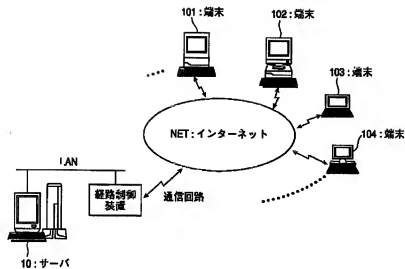 101:端末
102:端末
103:端末
NET:インターネット
104:端末
LAN
経路制御
装置
通信回路
10:サーバ